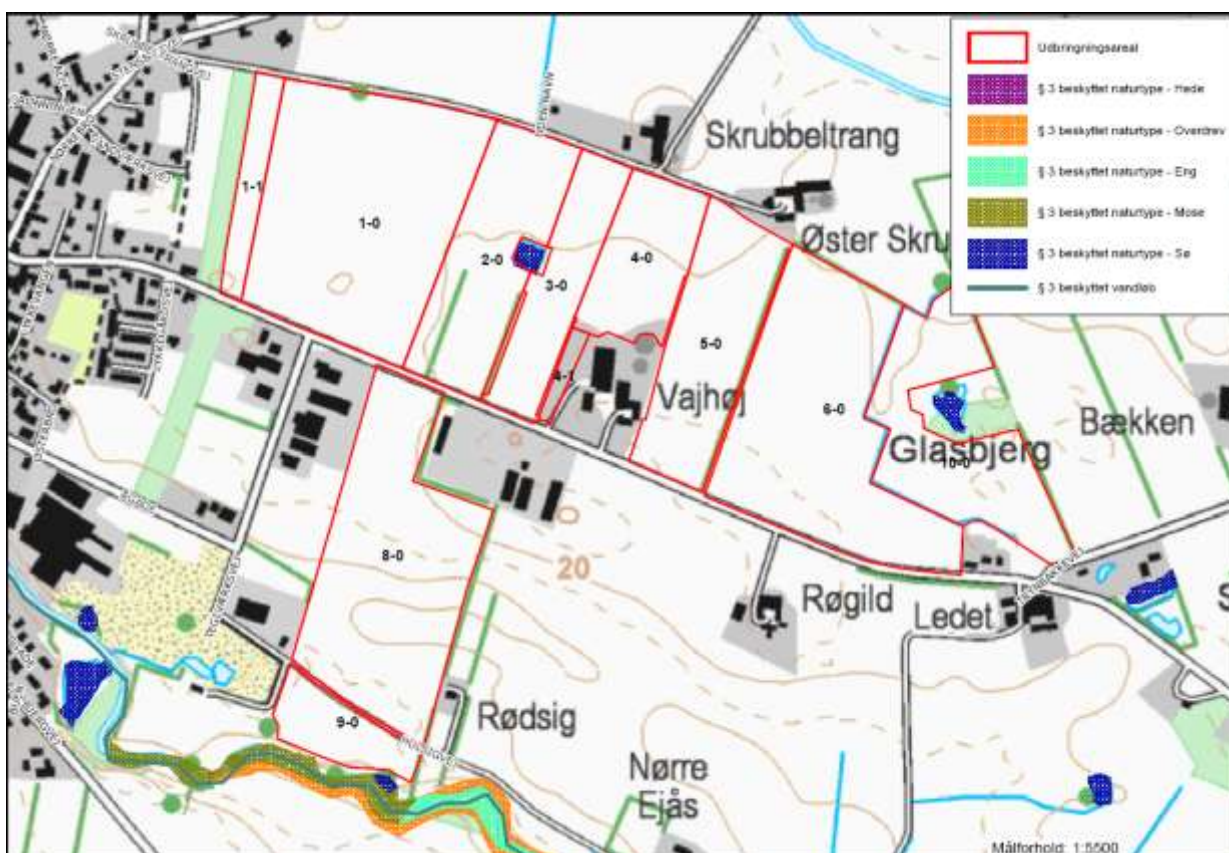 Udbringningsareal
§ 3 beskyttet naturtype - Hede
§ 3 beskyttet naturtype - Overdrev
§ 3 beskyttet naturtype - Eng
§ 3 beskyttet naturtype - Mose
§ 3 beskyttet naturtype - Sø
§ 3 beskyttet vandløb
Skrubbeltrang
Øster Skru
1-1
1-0
2-0
3-0
4-0
4-1
5-0
Vajhøj
6-0
Glasbjerg
Bækken
10-0
8-0
20
Røgild
Ledet
9-0
Rødsig
Nørre
Ejås
TEGLVÆRKSVEJ
Målforhold: 1:5500